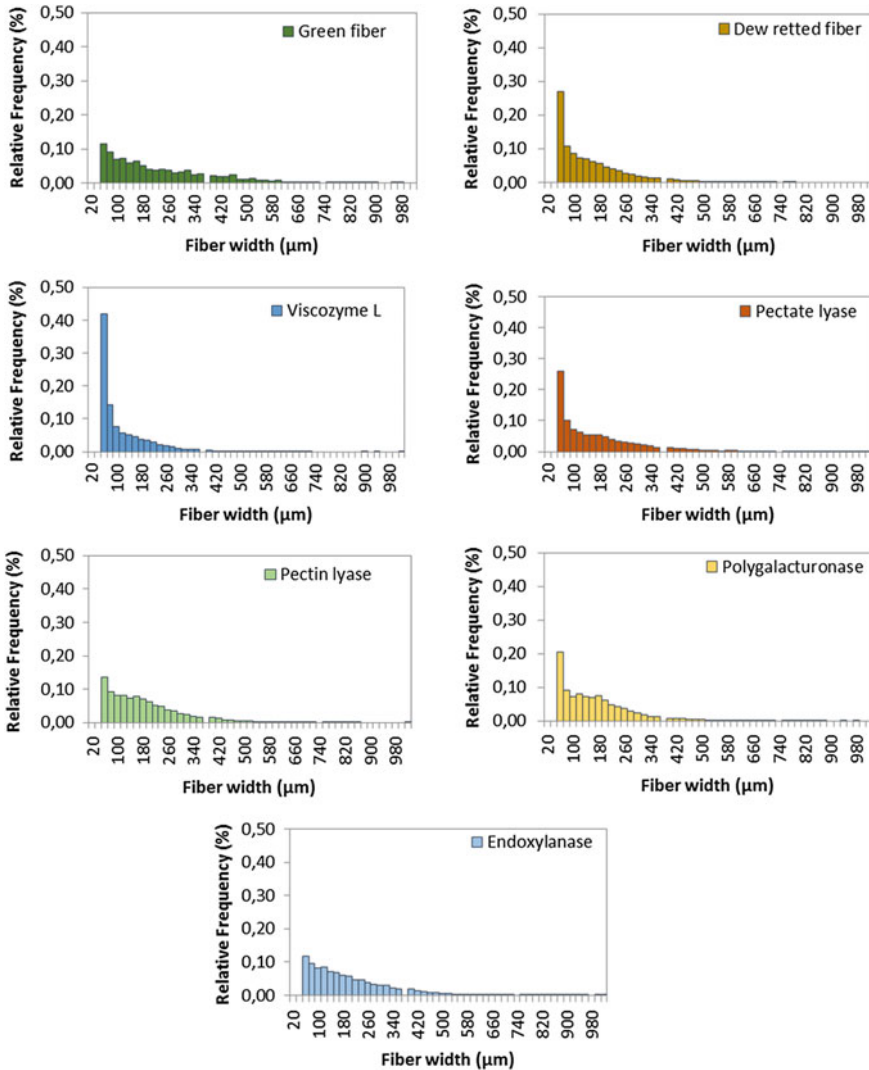 Relative Frequency (%)
0,50
0,40
0,30
0,20
0,10
0,00
Green fiber
20 100 180 260 340 420 500 580 660 740 820 900 980
Fiber width (µm)
Relative Frequency (%)
0,50
0,40
0,30
0,20
0,10
0,00
Dew retted fiber
20 100 180 260 340 420 500 580 660 740 820 900 980
Fiber width (µm)
Relative Frequency (%)
0,50
0,40
0,30
0,20
0,10
0,00
Viscozyme L
20 100 180 260 340 420 500 580 660 740 820 900 980
Fiber width (µm)
Relative Frequency (%)
0,50
0,40
0,30
0,20
0,10
0,00
Pectate lyase
20 100 180 260 340 420 500 580 660 740 820 900 980
Fiber width (µm)
Relative Frequency (%)
0,50
0,40
0,30
0,20
0,10
0,00
Pectin lyase
20 100 180 260 340 420 500 580 660 740 820 900 980
Fiber width (µm)
Relative Frequency (%)
0,50
0,40
0,30
0,20
0,10
0,00
Polygalacturonase
20 100 180 260 340 420 500 580 660 740 820 900 980
Fiber width (µm)
Relative Frequency (%)
0,50
0,40
0,30
0,20
0,10
0,00
Endoxylanase
20 100 180 260 340 420 500 580 660 740 820 900 980
Fiber width (µm)